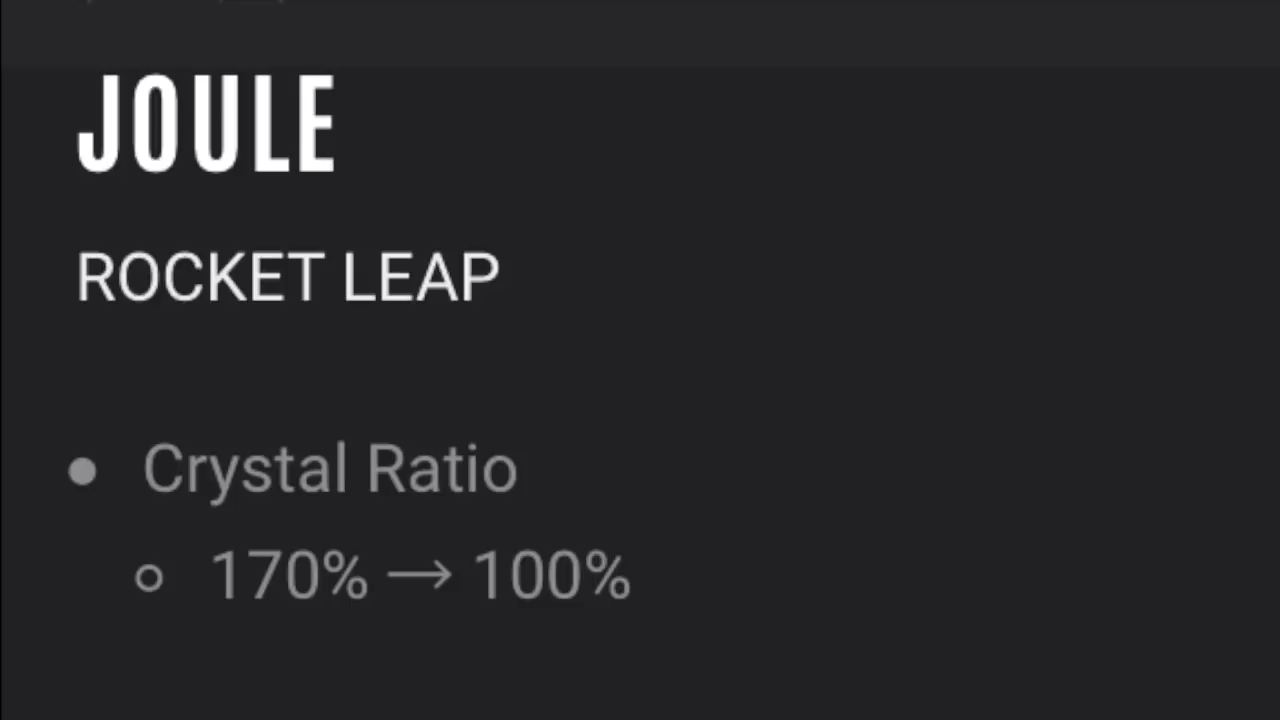 JOULE
ROCKET LEAP
• Crystal Ratio
◦ 170% → 100%